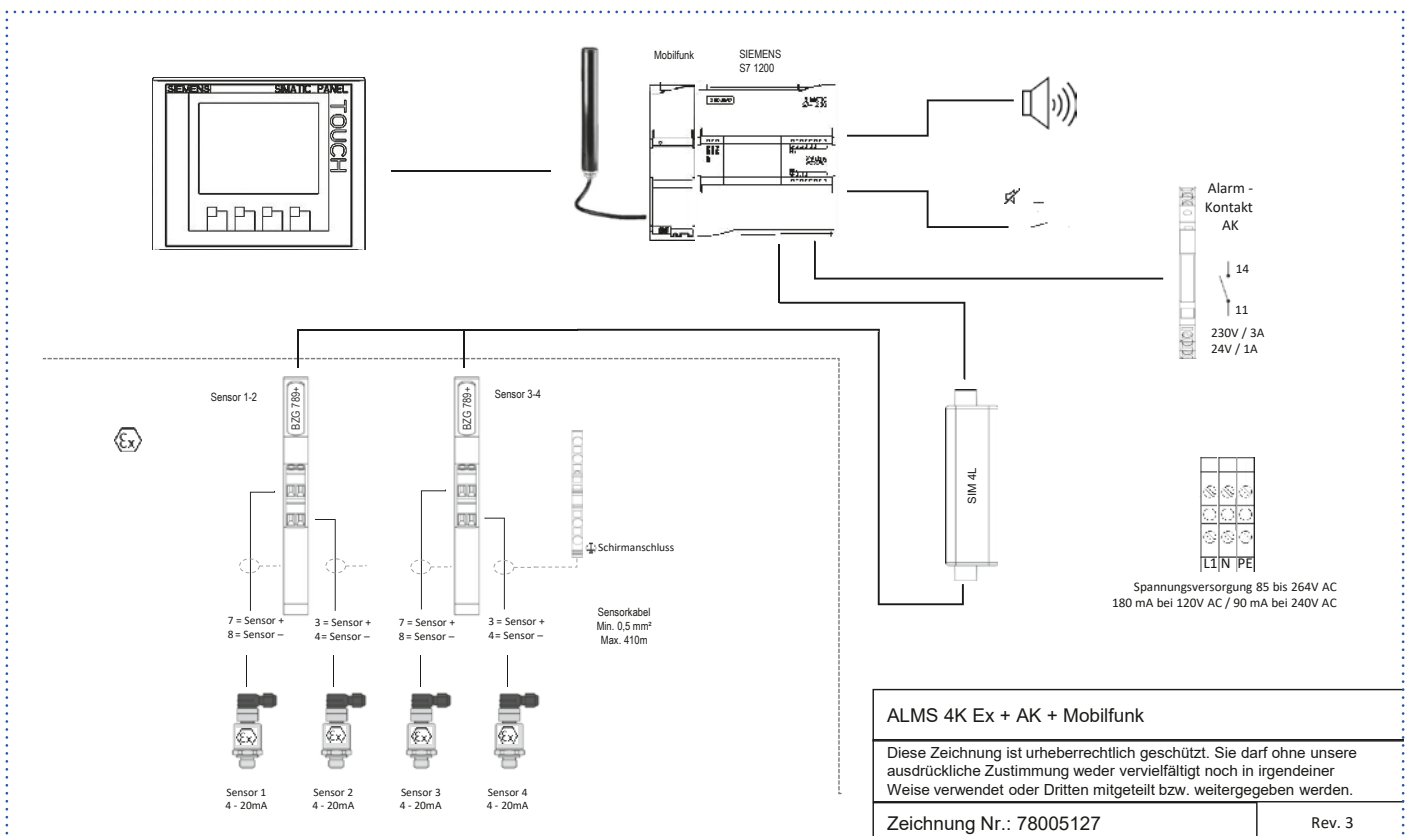 Mobilfunk
SIEMENS
S7 1200
SIEMENS
SIMATIC PANEL
TOUCH
Alarm -
Kontakt
AK
14
11
230V / 3A
24V / 1A
Sensor 1-2
BZG 789+
BZG 789+
Sensor 3-4
Ex
SIM 4L
Schirmanschluss
L1 N PE
Spannungsversorgung 85 bis 264V AC
180 mA bei 120V AC / 90 mA bei 240V AC
7 = Sensor +
8 = Sensor –
3 = Sensor +
4 = Sensor –
7 = Sensor +
8 = Sensor –
3 = Sensor +
4 = Sensor –
Sensorkabel
Min. 0,5 mm²
Max. 410m
Ex
Ex
Ex
Ex
Sensor 1
4 - 20mA
Sensor 2
4 - 20mA
Sensor 3
4 - 20mA
Sensor 4
4 - 20mA
ALMS 4K Ex + AK + Mobilfunk
Diese Zeichnung ist urheberrechtlich geschützt. Sie darf ohne unsere
ausdrückliche Zustimmung weder vervielfältigt noch in irgendeiner
Weise verwendet oder Dritten mitgeteilt bzw. weitergegeben werden.
Zeichnung Nr.: 78005127
Rev. 3